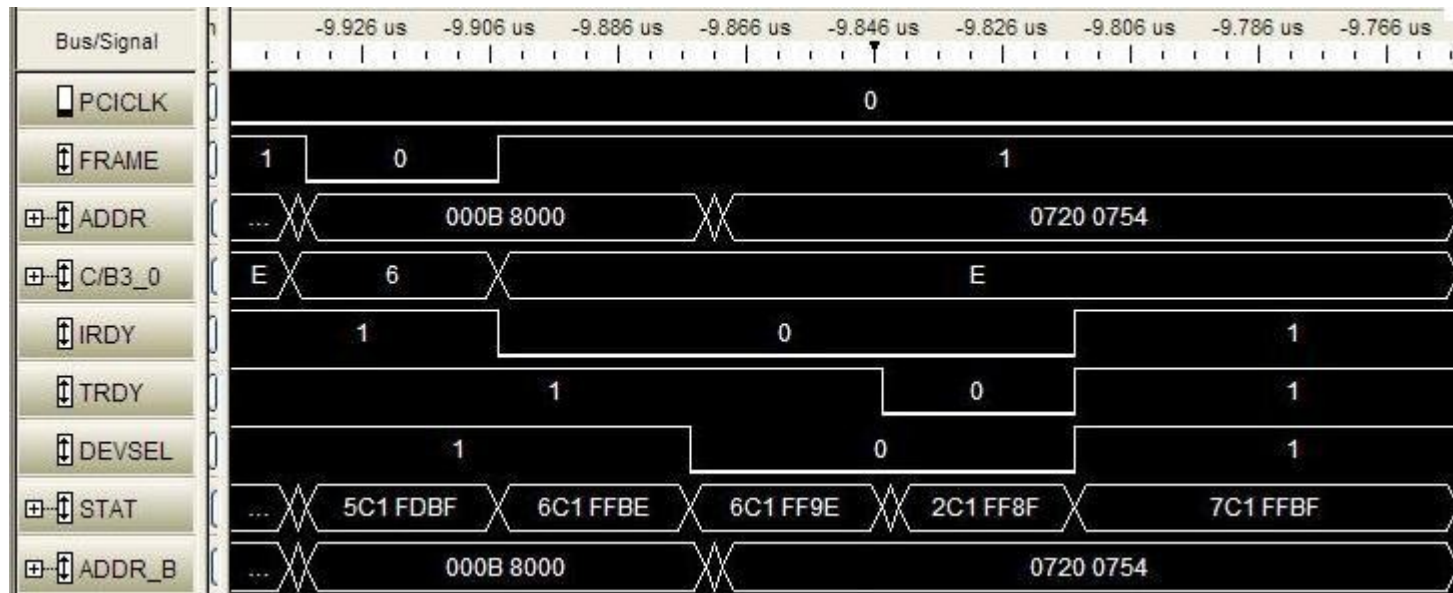 Bus/Signal -9.926 us -9.906 us -9.886 us -9.866 us -9.846 us -9.826 us -9.806 us -9.786 us -9.766 us
PCICLK 0
FRAME 1 0 1
ADDR ... 000B 8000 0720 0754
C/B3_0 E 6 E
IRDY 1 0 1
TRDY 1 0 1
DEVSEL 1 0 1
STAT ... 5C1 FDBF 6C1 FFBE 6C1 FF9E 2C1 FF8F 7C1 FFBF
ADDR_B ... 000B 8000 0720 0754